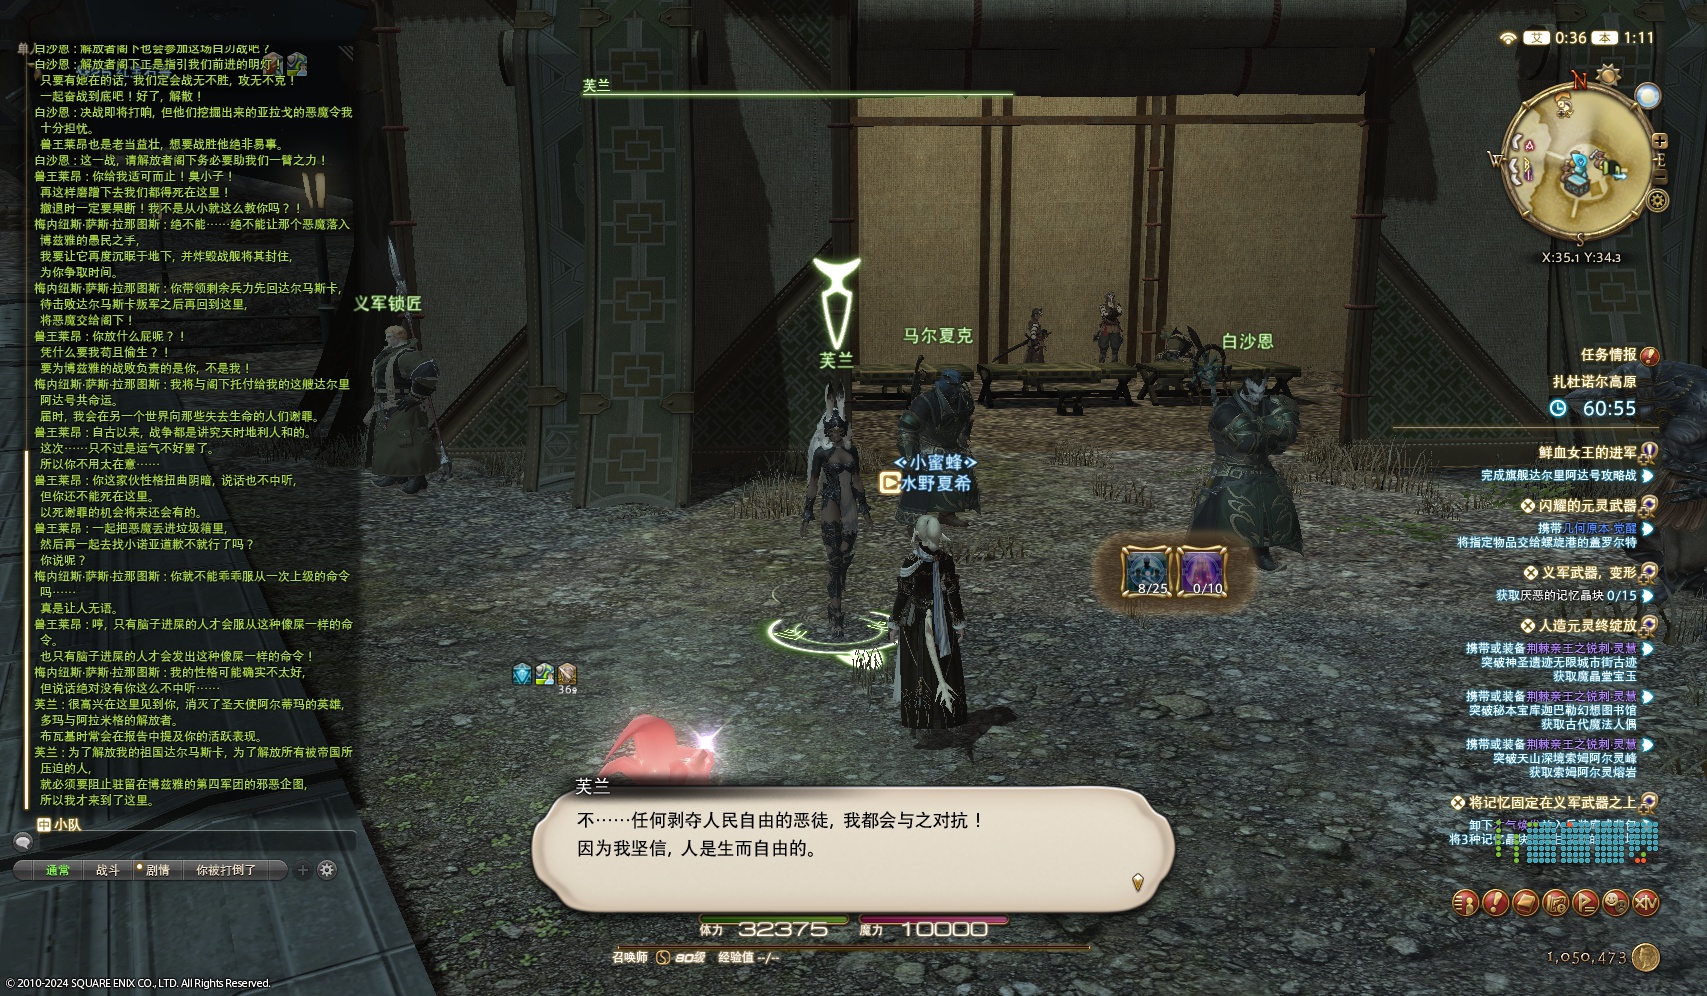 白沙恩：解放者阁下也会参加这场白刃战吧？
白沙恩：解放者阁下正是指引我们前进的明灯！
只要有她在的话，我们定会战无不胜，攻无不克！
一起奋战到底吧！好了，解散！
白沙恩：决战即将打响，但他们挖掘出来的亚拉戈的恶魔令我
十分担忧。
兽王莱昂也是老当益壮，想要战胜他绝非易事。
白沙恩：这一战，请解放者阁下务必要助我们一臂之力！
兽王莱昂：你给我适可而止！臭小子！
再这样磨蹭下去我们都得死在这里！
撤退时一定要果断！我不是从小就这么教你吗？！
梅内纽斯·萨斯·拉那图斯：绝不能……绝不能让那个恶魔落入
博兹雅的愚民之手，
我要让它再度沉眠于地下，并炸毁战舰将其封住，
为你争取时间。
梅内纽斯·萨斯·拉那图斯：你带领剩余兵力先回达尔马斯卡，
待击败达尔马斯卡叛军之后再回到这里，
将恶魔交给阁下！
兽王莱昂：你放什么屁呢？！
凭什么要我苟且偷生？！
要为博兹雅的战败负责的是你，不是我！
梅内纽斯·萨斯·拉那图斯：我将与阁下托付给我的这艘达尔里
阿达号共命运。
届时，我会在另一个世界向那些失去生命的人们谢罪。
兽王莱昂：自古以来，战争都是讲究天时地利人和的。
这次……只不过是运气不好罢了。
所以你不用太在意……
兽王莱昂：你这家伙性格扭曲阴暗，说话也不中听，
但你还不能死在这里。
以死谢罪的机会将来还会有的。
兽王莱昂：一起把恶魔丢进垃圾箱里，
然后再一起去找小诺亚道歉不就行了吗？
你说呢？
梅内纽斯·萨斯·拉那图斯：你就不能乖乖服从一次上级的命令
吗……
真是让人无语。
兽王莱昂：哼，只有脑子进屎的人才会服从这种像屎一样的命
令。
也只有脑子进屎的人才会发出这种像屎一样的命令！
梅内纽斯·萨斯·拉那图斯：我的性格可能确实不太好，
但说话绝对没有你这么不中听……
芙兰：很高兴在这里见到你，消灭了圣天使阿尔蒂玛的英雄，
多玛与阿拉米格的解放者。
布瓦基时常会在报告中提及你的活跃表现。
芙兰：为了解放我的祖国达尔马斯卡，为了解放所有被帝国所
压迫的人，
就必须要阻止驻留在博兹雅的第四军团的邪恶企图，
所以我才来到了这里。
中 小队
通常
战斗
剧情
你被打倒了
© 2010-2024 SQUARE ENIX CO., LTD. All Rights Reserved.
芙兰
义军锁匠
芙兰
马尔夏克
白沙恩
«小蜜蜂»
水野夏希
8/25
0/10
36s
芙兰
不……任何剥夺人民自由的恶徒，我都会与之对抗！
因为我坚信，人是生而自由的。
体力 32375 魔力 10000
召唤师 80级 经验值 --/--
艾 0:36 本 1:11
N
W
E
S
X:35.1 Y:34.3
任务情报
扎杜诺尔高原
60:55
鲜血女王的进军
完成旗舰达尔里阿达号攻略战
闪耀的元灵武器
携带几何原本·觉醒
将指定物品交给螺旋港的盖罗尔特
义军武器，变形
获取厌恶的记忆晶块 0/15
人造元灵终绽放
携带或装备荆棘亲王之锐刺·灵慧
突破神圣遗迹无限城市街古迹
获取魔晶堂宝玉
携带或装备荆棘亲王之锐刺·灵慧
突破秘本宝库迦巴勒幻想图书馆
获取古代魔法人偶
携带或装备荆棘亲王之锐刺·灵慧
突破天山深境索姆阿尔灵峰
获取索姆阿尔灵熔岩
将记忆固定在义军武器之上
卸下
将3种记
1,050,473